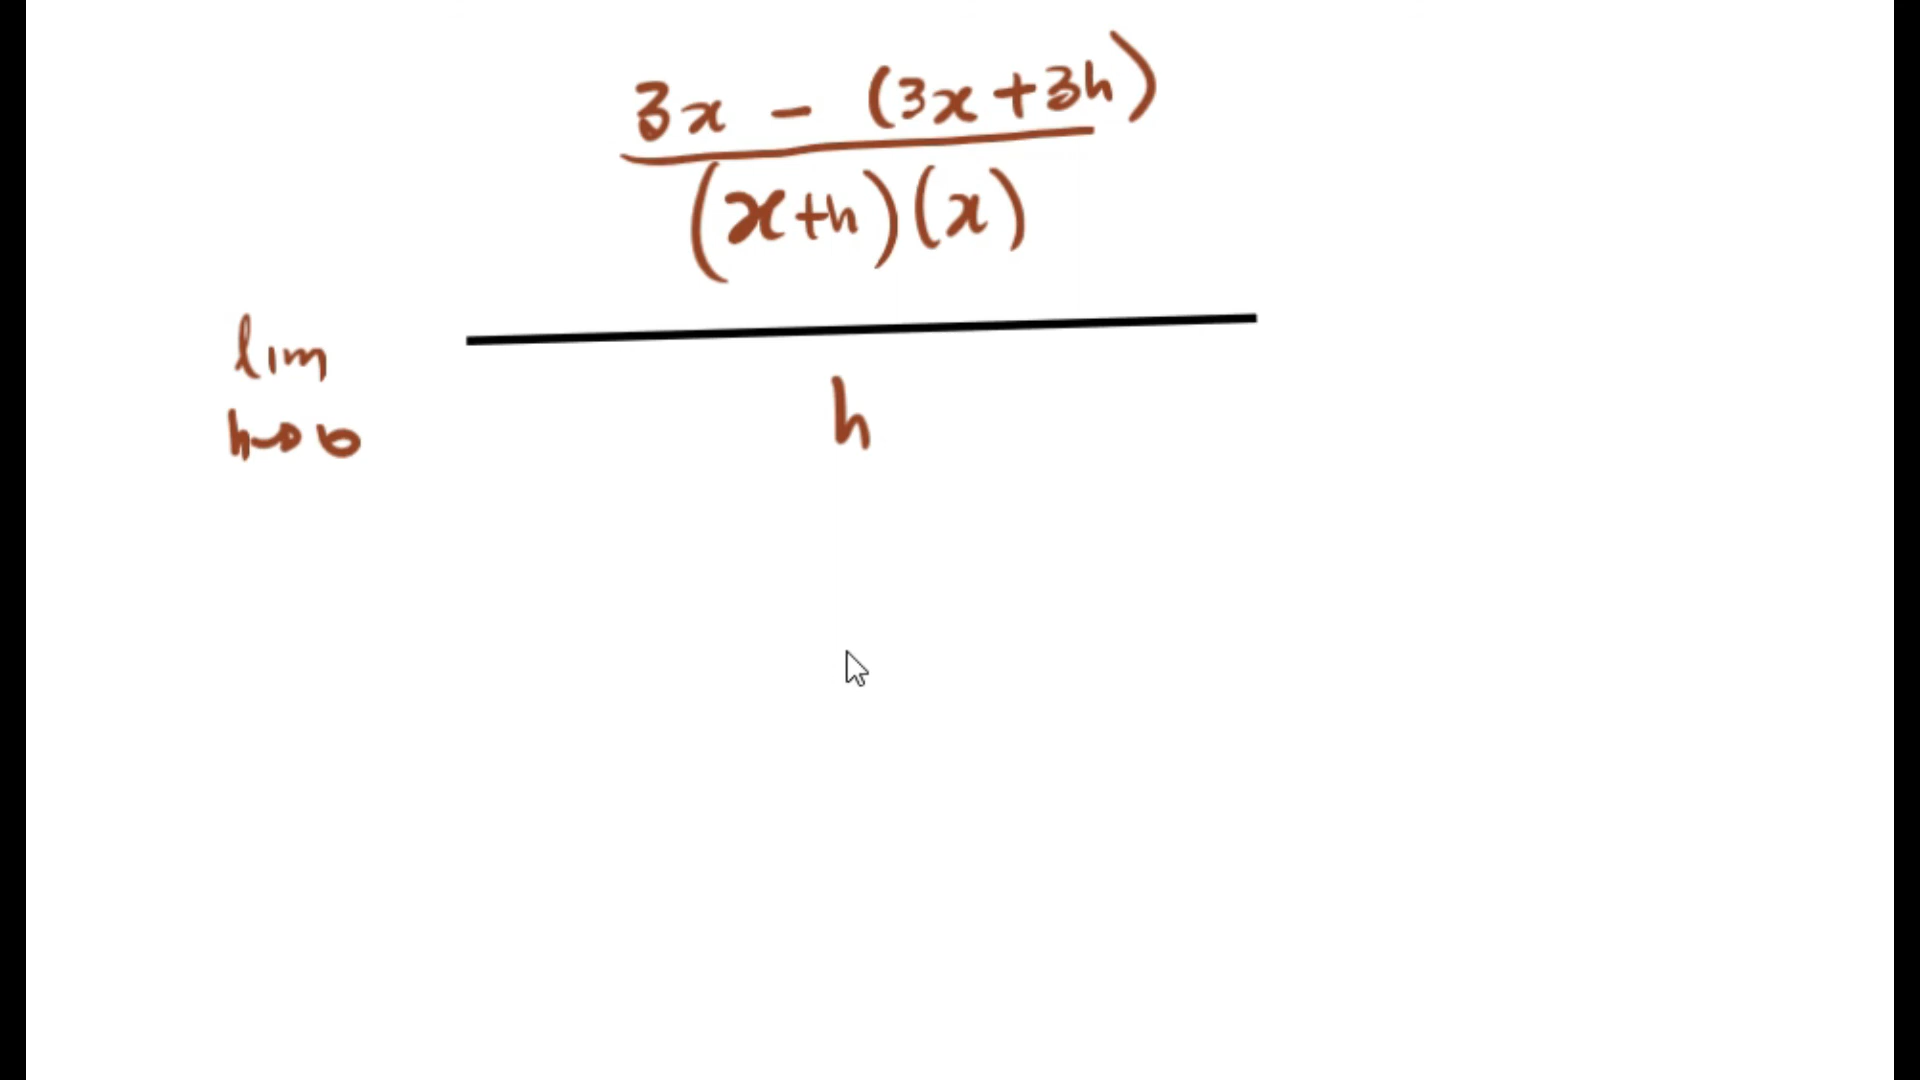 3x - (3x+3h)
(x+h)(x)
lim
h→0
h